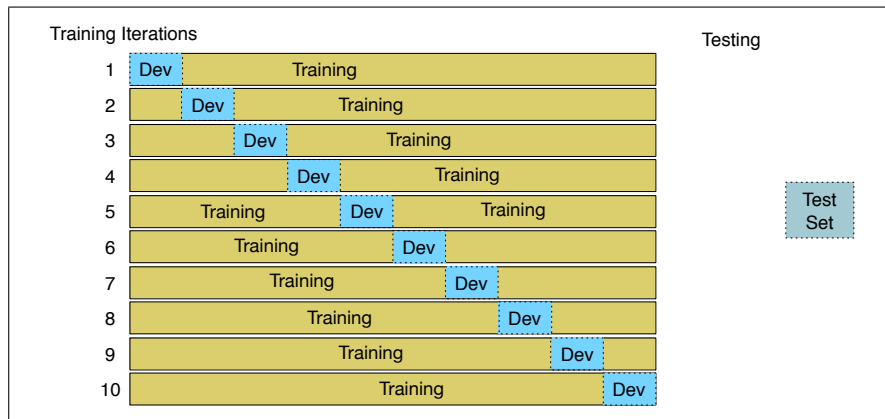 Training Iterations
Testing
1 Dev Training
2 Dev Training
3 Dev Training
4 Dev Training
5 Training Dev Training
6 Training Dev
7 Training Dev
8 Training Dev
9 Training Dev
10 Training Dev
Test
Set